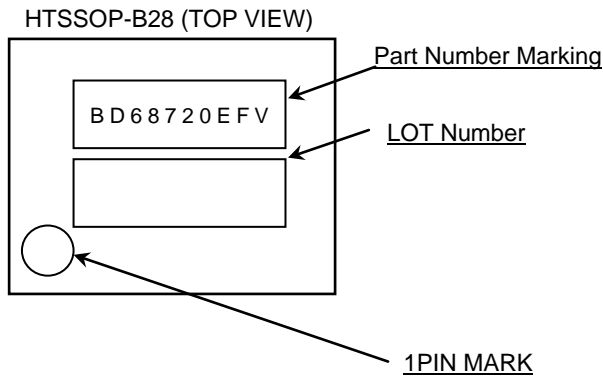 HTSSOP-B28 (TOP VIEW)
Part Number Marking
BD68720EFV
LOT Number
1PIN MARK